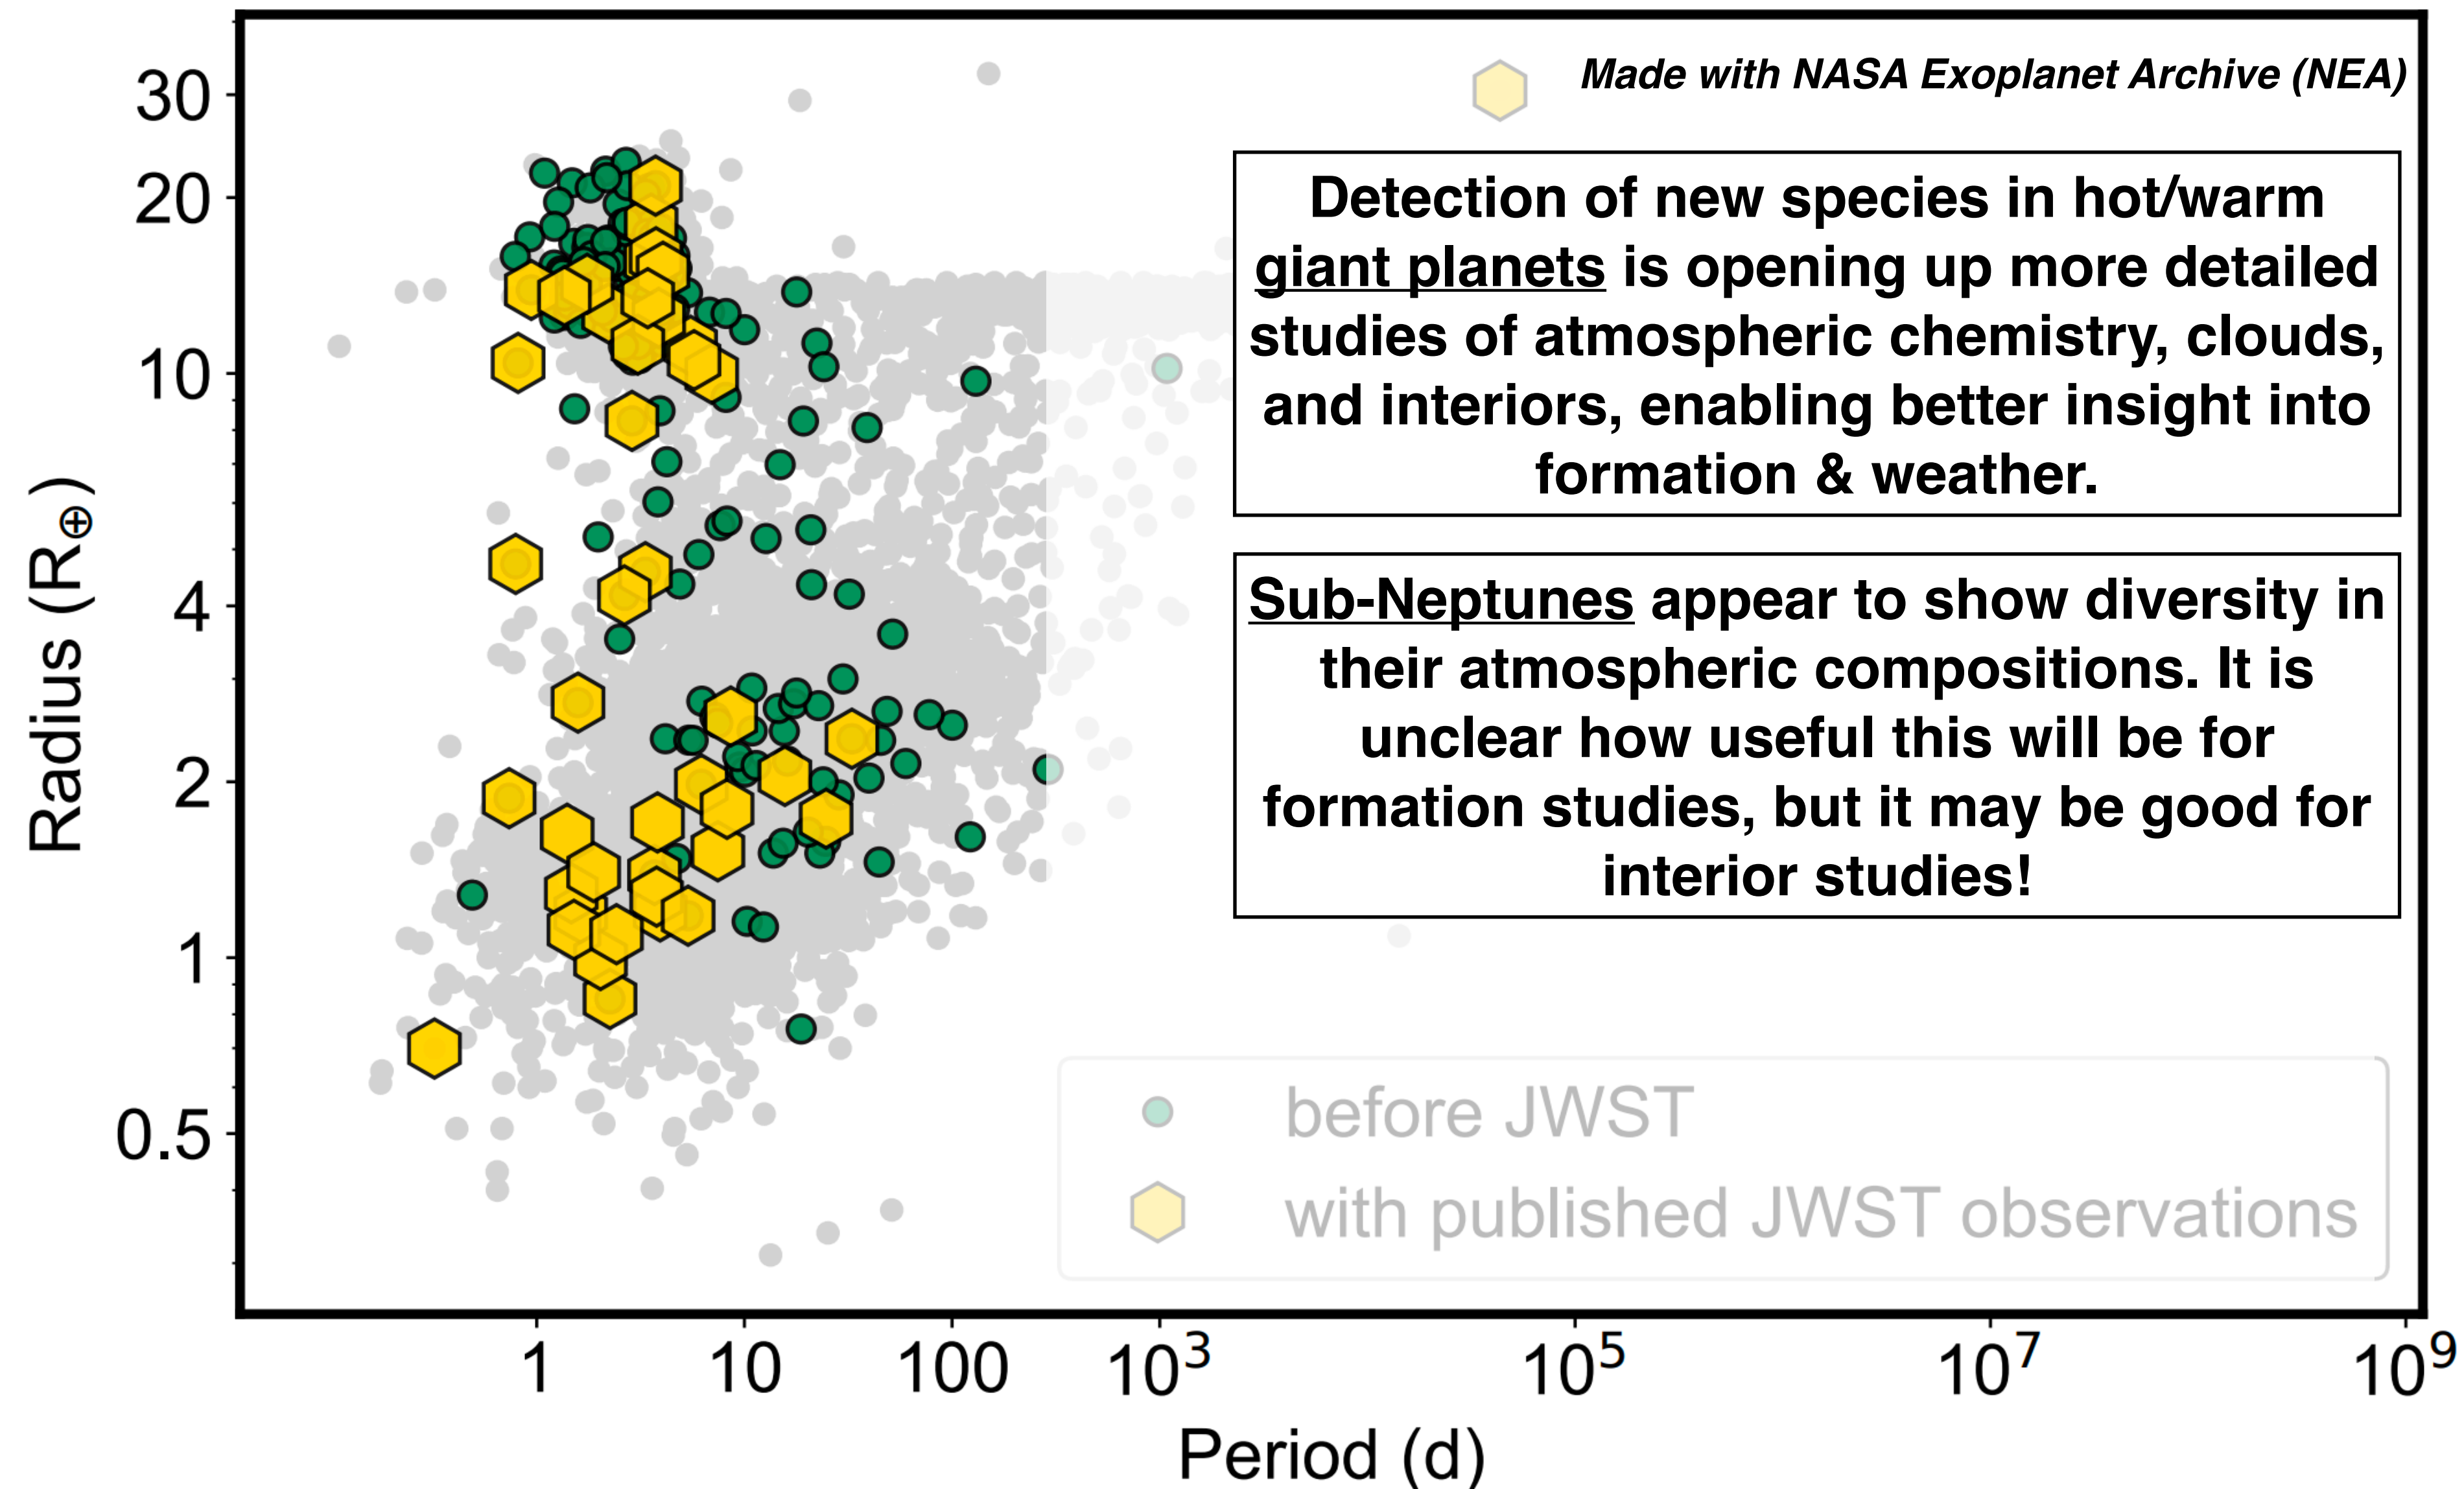 Made with NASA Exoplanet Archive (NEA)
Detection of new species in hot/warm
giant planets is opening up more detailed
studies of atmospheric chemistry, clouds,
and interiors, enabling better insight into
formation & weather.
Sub-Neptunes appear to show diversity in
their atmospheric compositions. It is
unclear how useful this will be for
formation studies, but it may be good for
interior studies!
before JWST
with published JWST observations
Radius (R⊕)
30
20
10
4
2
1
0.5
1 10 100 10³ 10⁵ 10⁷ 10⁹
Period (d)